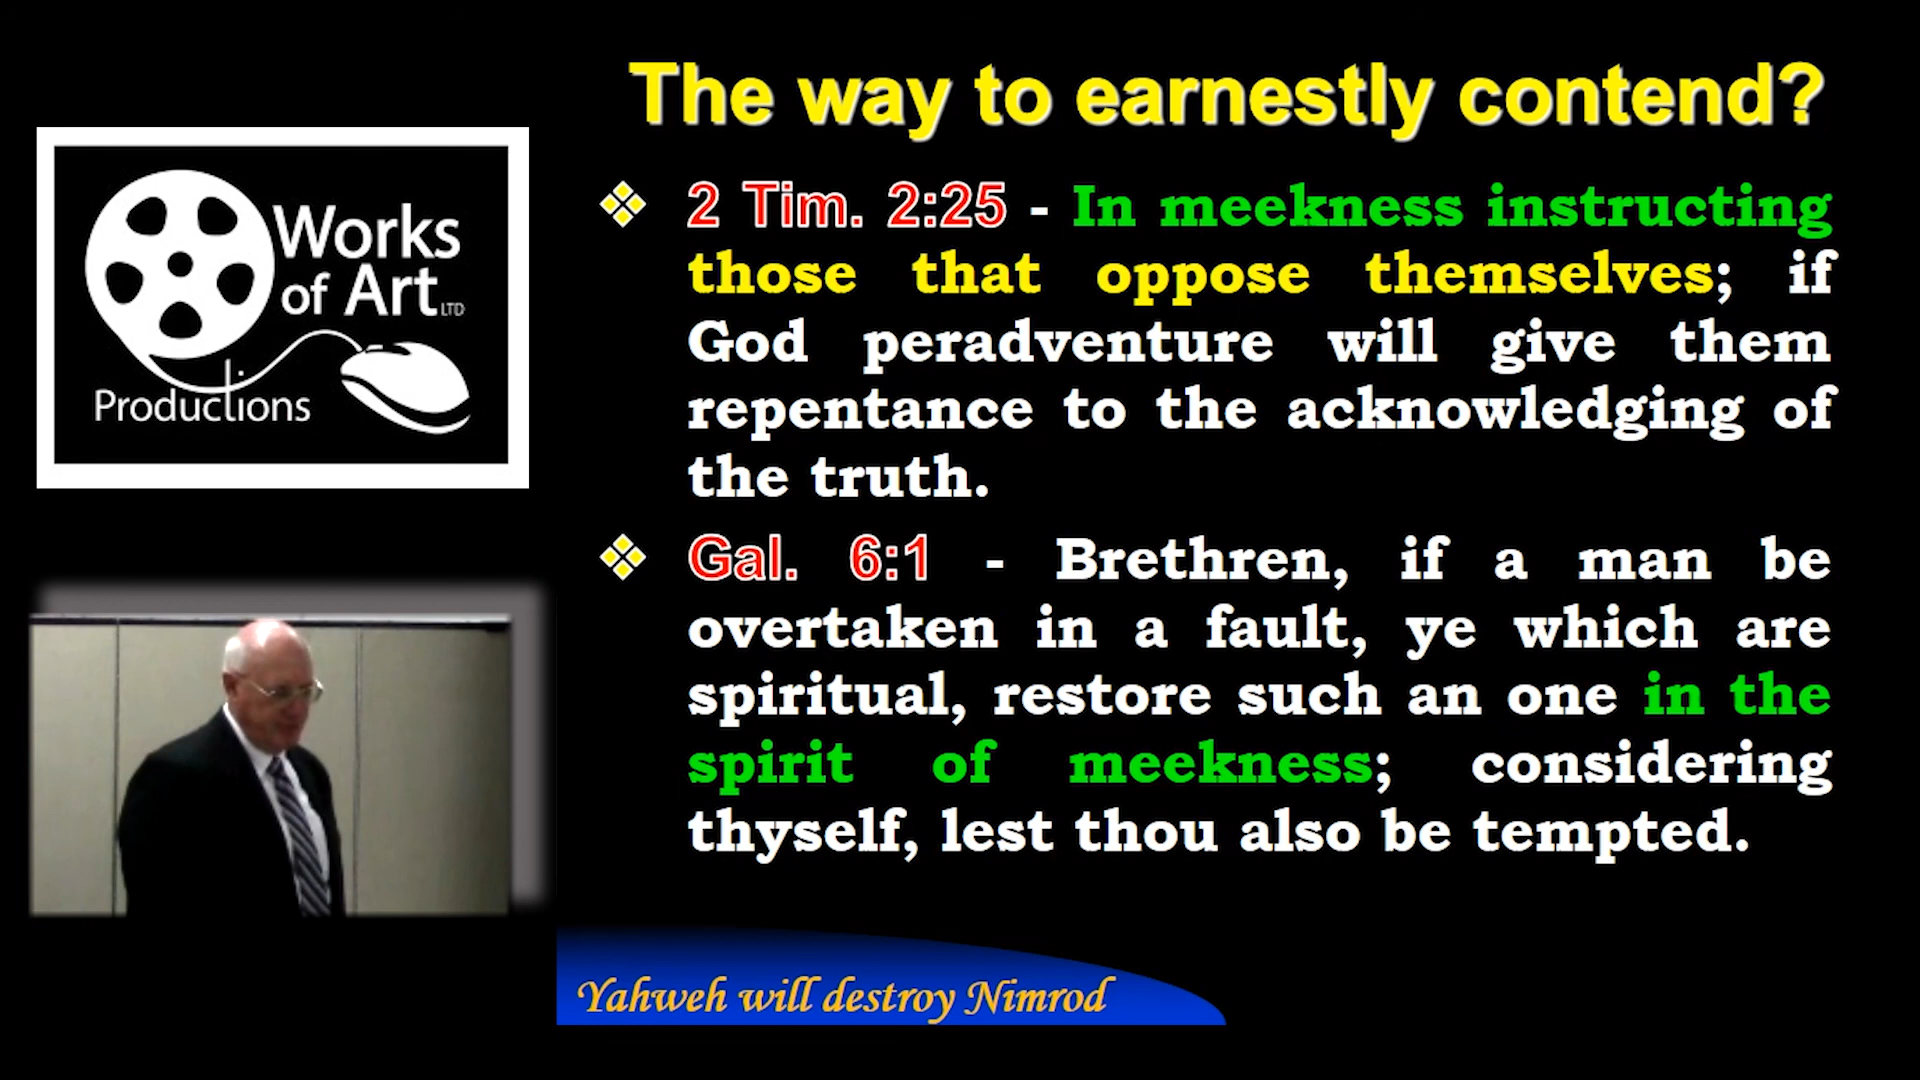 The way to earnestly contend?
Works
of Art LTD
Productions
❖ 2 Tim. 2:25 - In meekness instructing
those that oppose themselves; if
God peradventure will give them
repentance to the acknowledging of
the truth.
❖ Gal. 6:1 - Brethren, if a man be
overtaken in a fault, ye which are
spiritual, restore such an one in the
spirit of meekness; considering
thyself, lest thou also be tempted.
Yahweh will destroy Nimrod